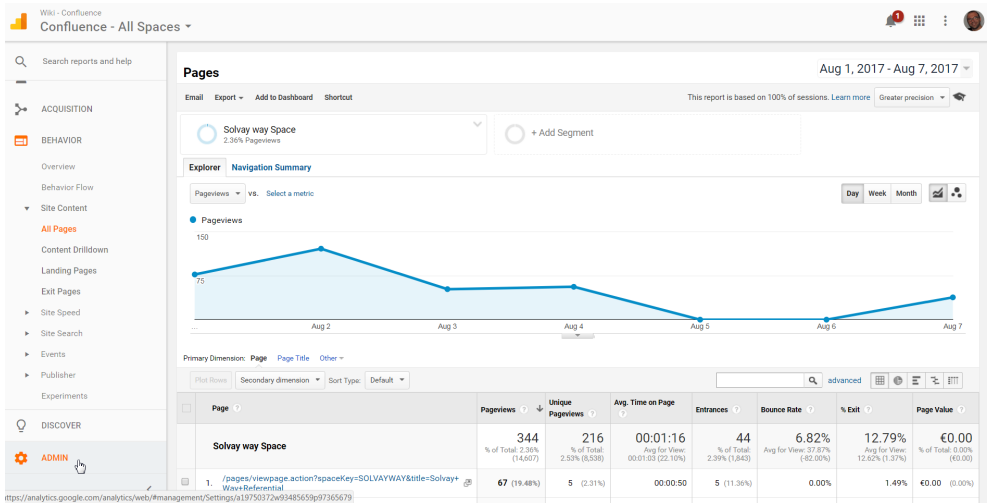 Wiki - Confluence
Confluence - All Spaces
1
Search reports and help
ACQUISITION
BEHAVIOR
Overview
Behavior Flow
Site Content
All Pages
Content Drilldown
Landing Pages
Exit Pages
Site Speed
Site Search
Events
Publisher
Experiments
DISCOVER
ADMIN
Pages
Aug 1, 2017 - Aug 7, 2017
Email Export Add to Dashboard Shortcut
This report is based on 100% of sessions. Learn more Greater precision
Solvay way Space
2.36% Pageviews
+ Add Segment
Explorer Navigation Summary
Pageviews VS. Select a metric
Day Week Month
Pageviews
150
75
... Aug 2 Aug 3 Aug 4 Aug 5 Aug 6 Aug 7
Primary Dimension: Page Page Title Other
Plot Rows Secondary dimension Sort Type: Default advanced
Page ? Pageviews ? Unique Pageviews ? Avg. Time on Page ? Entrances ? Bounce Rate ? % Exit ? Page Value ?
Solvay way Space 344 216 00:01:16 44 6.82% 12.79% €0.00
% of Total: 2.36% (14,607) % of Total: 2.53% (8,538) Avg for View: 00:01:03 (22.10%) % of Total: 2.39% (1,843) Avg for View: 37.87% (-82.00%) Avg for View: 12.62% (1.37%) % of Total: 0.00% (€0.00)
1. /pages/viewpage.action?spaceKey=SOLVAYWAY&title=Solvay+ 67 (19.48%) 5 (2.31%) 00:00:50 5 (11.36%) 0.00% 1.49% €0.00 (0.00%)
Way+Referential
ttps://analytics.google.com/analytics/web/#management/Settings/a19750372w93485659p97365679